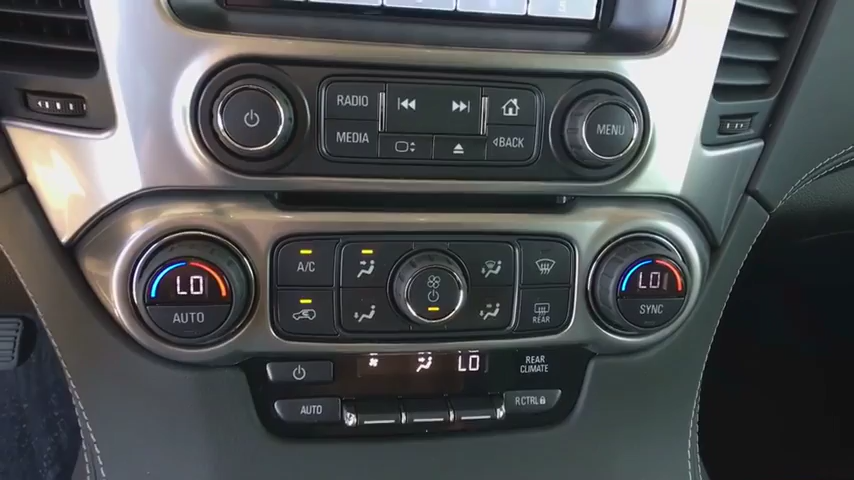 RADIO
MEDIA
BACK
MENU
A/C
LO
AUTO
REAR
LO
SYNC
LO
REAR
CLIMATE
AUTO
R CTRL